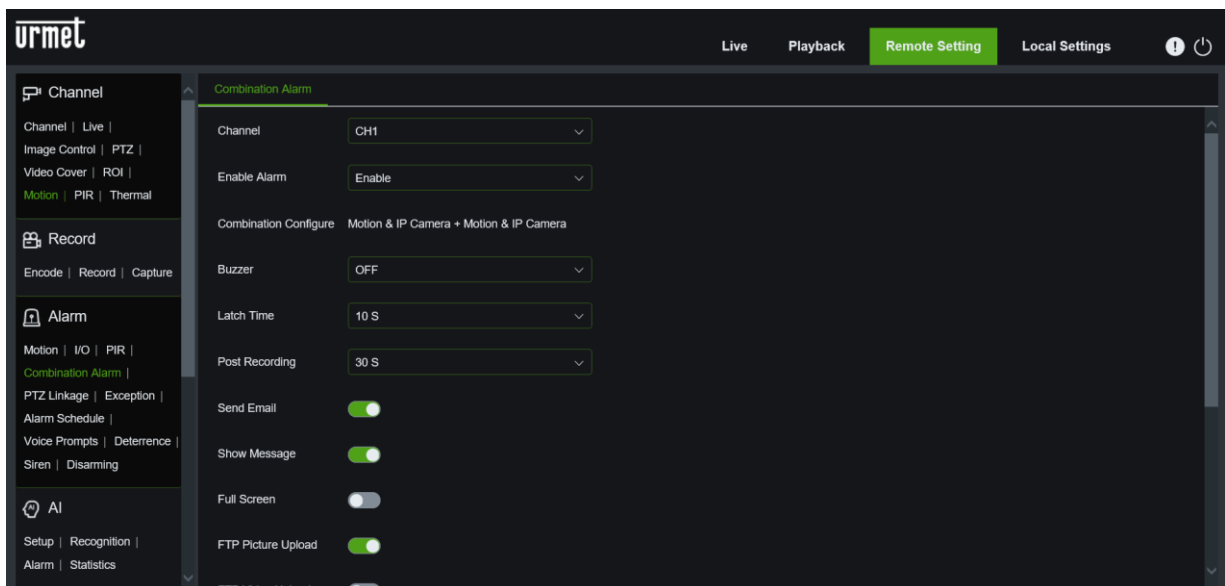 urmet
Live Playback Remote Setting Local Settings
Channel
Channel | Live |
Image Control | PTZ |
Video Cover | ROI |
Motion | PIR | Thermal
Record
Encode | Record | Capture
Alarm
Motion | I/O | PIR |
Combination Alarm |
PTZ Linkage | Exception |
Alarm Schedule |
Voice Prompts | Deterrence |
Siren | Disarming
AI
Setup | Recognition |
Alarm | Statistics
Combination Alarm
Channel CH1
Enable Alarm Enable
Combination Configure Motion & IP Camera + Motion & IP Camera
Buzzer OFF
Latch Time 10 S
Post Recording 30 S
Send Email
Show Message
Full Screen
FTP Picture Upload